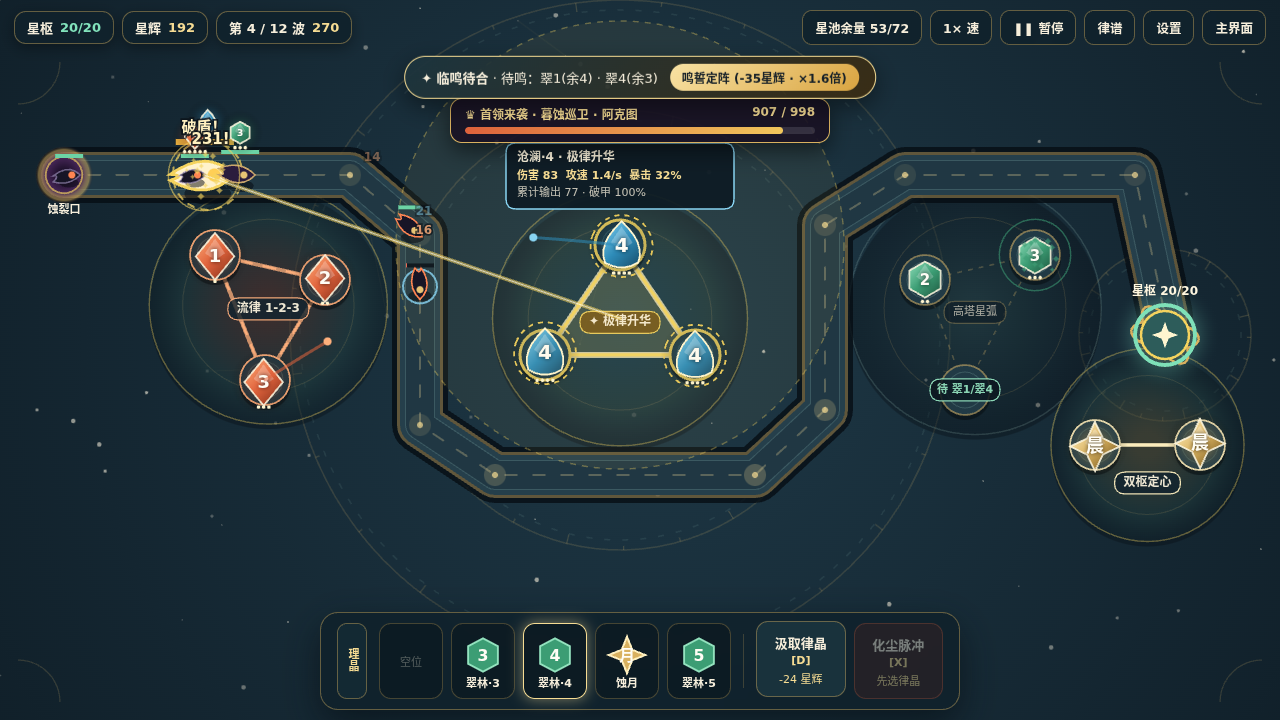 星枢 20/20
星辉 192
第 4 / 12 波 270
星池余量 53/72
1× 速
❚❚ 暂停
律谱
设置
主界面
✦ 临鸣待合 · 待鸣: 翠1(余4) · 翠4(余3)
鸣誓定阵 (-35星辉 · ×1.6倍)
♛ 首领来袭 · 暮蚀巡卫 · 阿克图
907 / 998
沧澜·4 · 极律升华
伤害 83 攻速 1.4/s 暴击 32%
累计输出 77 · 破甲 100%
破盾!
231!
3
14
蚀裂口
21
16
1
2
流律 1-2-3
3
4
✦ 极律升华
4
4
2
3
高塔星弧
待 翠1/翠4
星枢 20/20
晨
晨
双枢定心
理晶
空位
3
翠林·3
4
翠林·4
月
蚀月
5
翠林·5
汲取律晶
[D]
-24 星辉
化尘脉冲
[X]
先选律晶